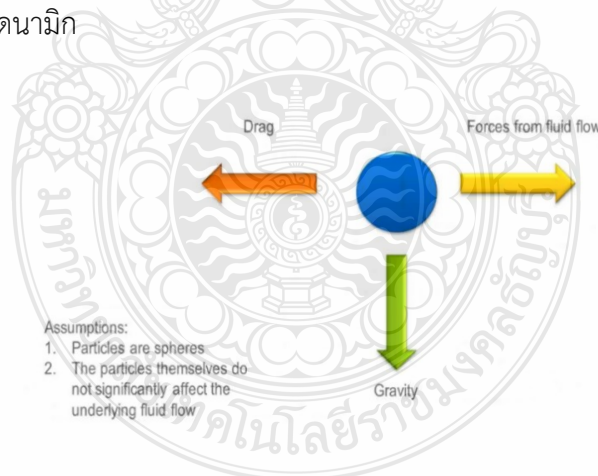 ดนามิก
Drag
Forces from fluid flow
Assumptions:
1. Particles are spheres
2. The particles themselves do
not significantly affect the
underlying fluid flow
Gravity